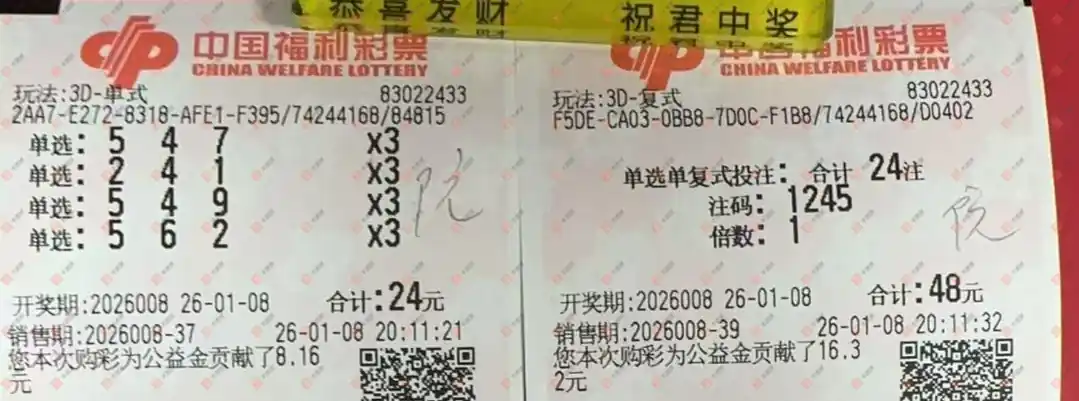 恭喜发财
祝君中奖
中国福利彩票
CHINA WELFARE LOTTERY
玩法:3D-单式 83022433
2AA7-E272-8318-AFE1-F395/74244168/84815
单选: 5 4 7 x3
单选: 2 4 1 x3
单选: 5 4 9 x3
单选: 5 6 2 x3
开奖期:2026008 26-01-08 合计:24元
销售期:2026008-37 26-01-08 20:11:21
您本次购彩为公益金贡献了8.16
元
中国福利彩票
CHINA WELFARE LOTTERY
玩法:3D-复式 83022433
F5DE-CA03-0BB8-7D0C-F1B8/74244168/D0402
单选单复式投注: 合计 24注
注码: 1245
倍数: 1
开奖期:2026008 26-01-08 合计:48元
销售期:2026008-39 26-01-08 20:11:32
您本次购彩为公益金贡献了16.3
2元